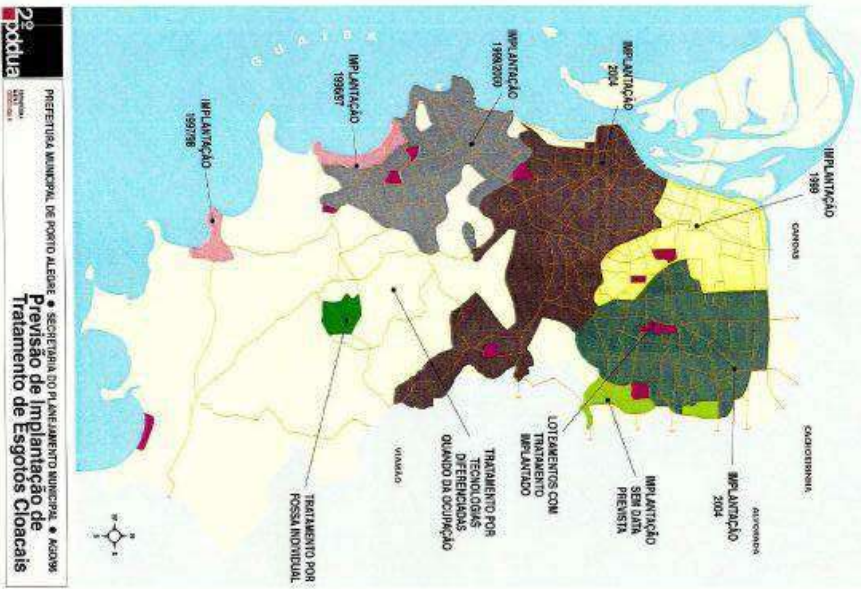 CANOAS
CACHOEIRINHA
ALVORADA
VIAMÃO
GUAIBA
IMPLANTAÇÃO
1999
IMPLANTAÇÃO
2004
IMPLANTAÇÃO
1999/2000
IMPLANTAÇÃO
1996/97
IMPLANTAÇÃO
1997/98
IMPLANTAÇÃO
2004
IMPLANTAÇÃO
SEM DATA
PREVISTA
LOTEAMENTOS COM
TRATAMENTO
IMPLANTADO
TRATAMENTO POR
TECNOLOGIAS
DIFERENCIADAS
QUANDO DA OCUPAÇÃO
TRATAMENTO POR
FOSSA INDIVIDUAL
2º
pddua
PREFEITURA MUNICIPAL DE PORTO ALEGRE ● SECRETARIA DO PLANEJAMENTO MUNICIPAL ● AGO/96
Previsão de Implantação de
Tratamento de Esgotos Cloacais